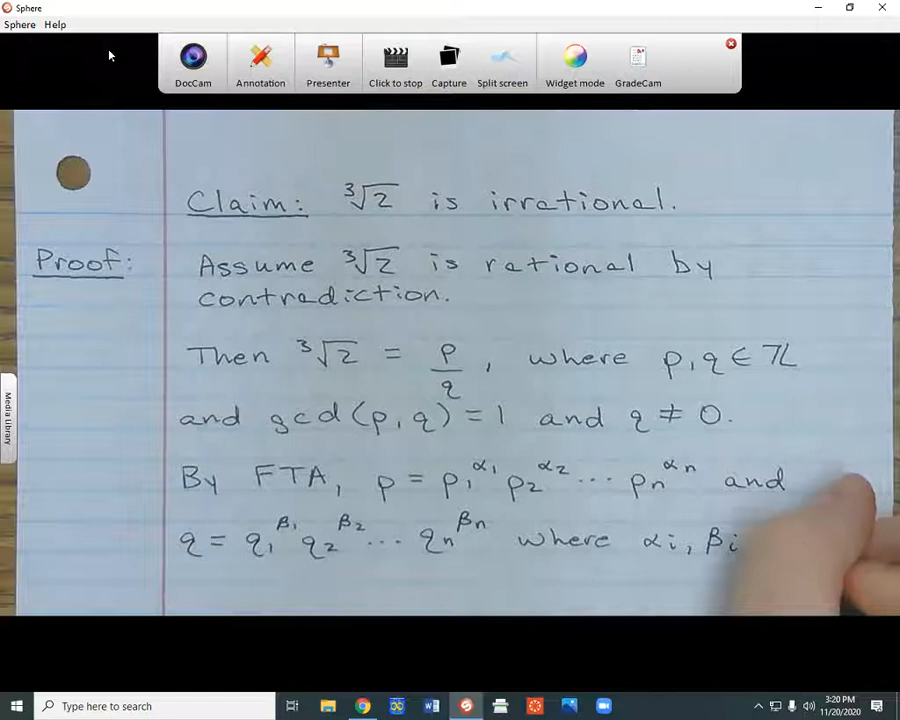 Sphere
Sphere Help
DocCam Annotation Presenter Click to stop Capture Split screen Widget mode GradeCam
Media Library
Claim: ∛2 is irrational.
Proof: Assume ∛2 is rational by
contradiction.
Then ∛2 = p/q, where p,q ∈ ℤ
and gcd(p,q) = 1 and q ≠ 0.
By FTA, p = p₁^α₁ p₂^α₂ ... pₙ^αₙ and
q = q₁^β₁ q₂^β₂ ... qₙ^βₙ where αi, βi
Type here to search
3:20 PM
11/20/2020